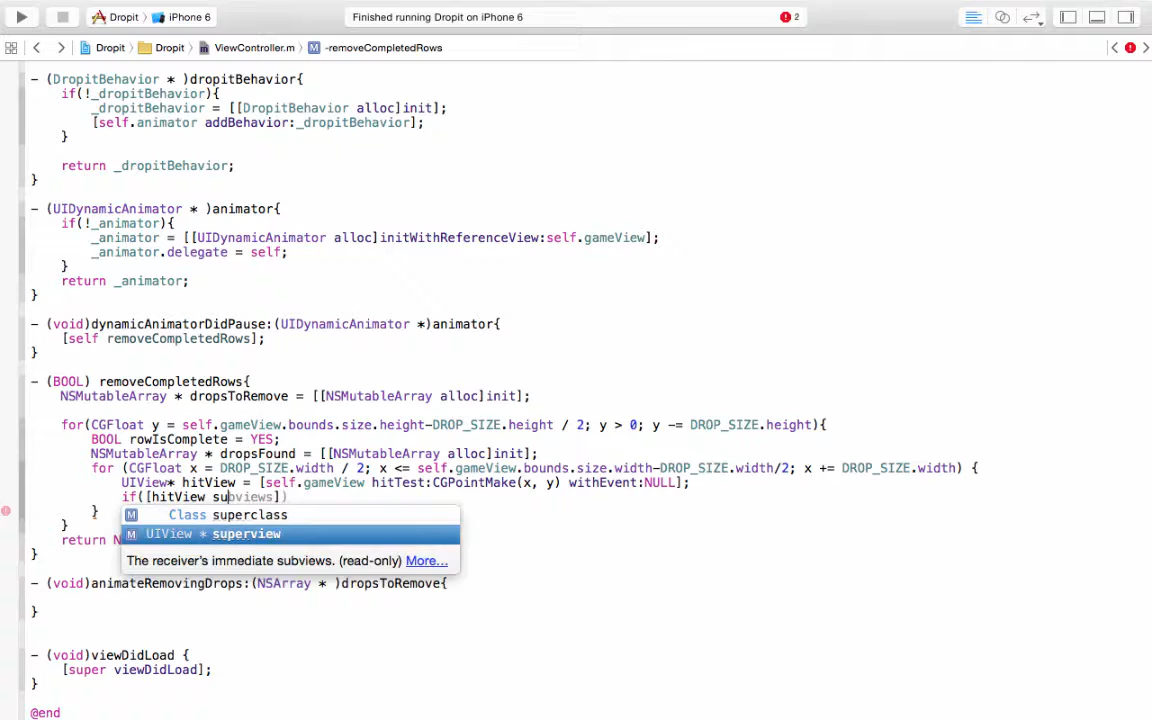 Dropit iPhone 6 Finished running Dropit on iPhone 6 2
Dropit Dropit ViewController.m M -removeCompletedRows
- (DropitBehavior * )dropitBehavior{
if(!_dropitBehavior){
_dropitBehavior = [[DropitBehavior alloc]init];
[self.animator addBehavior:_dropitBehavior];
}
return _dropitBehavior;
}
- (UIDynamicAnimator * )animator{
if(!_animator){
_animator = [[UIDynamicAnimator alloc]initWithReferenceView:self.gameView];
_animator.delegate = self;
}
return _animator;
}
- (void)dynamicAnimatorDidPause:(UIDynamicAnimator *)animator{
[self removeCompletedRows];
}
- (BOOL) removeCompletedRows{
NSMutableArray * dropsToRemove = [[NSMutableArray alloc]init];
for(CGFloat y = self.gameView.bounds.size.height-DROP_SIZE.height / 2; y > 0; y -= DROP_SIZE.height){
BOOL rowIsComplete = YES;
NSMutableArray * dropsFound = [[NSMutableArray alloc]init];
for (CGFloat x = DROP_SIZE.width / 2; x <= self.gameView.bounds.size.width-DROP_SIZE.width/2; x += DROP_SIZE.width) {
UIView* hitView = [self.gameView hitTest:CGPointMake(x, y) withEvent:NULL];
if([hitView subviews])
} M Class superclass
} M UIView * superview
return N
} The receiver's immediate subviews. (read-only) More...
- (void)animateRemovingDrops:(NSArray * )dropsToRemove{
}
- (void)viewDidLoad {
[super viewDidLoad];
}
@end